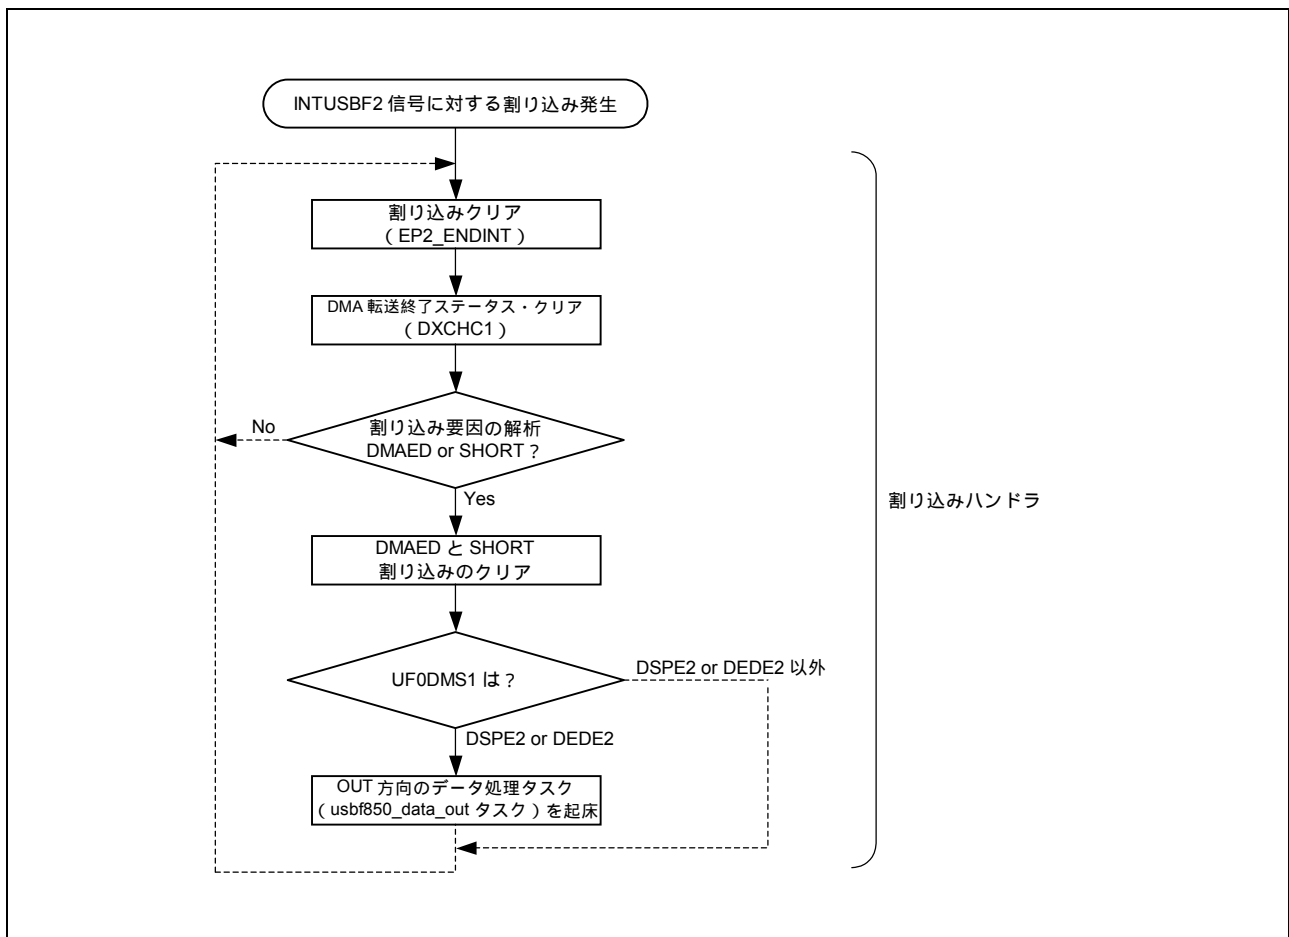 INTUSBF2 信号に対する割り込み発生
割り込みクリア
( EP2_ENDINT )
DMA 転送終了ステータス・クリア
( DXCHC1 )
No
割り込み要因の解析
DMAED or SHORT ?
Yes
割り込みハンドラ
DMAED と SHORT
割り込みのクリア
DSPE2 or DEDE2 以外
UF0DMS1 は ?
DSPE2 or DEDE2
OUT 方向のデータ処理タスク
( usbf850_data_out タスク ) を起床